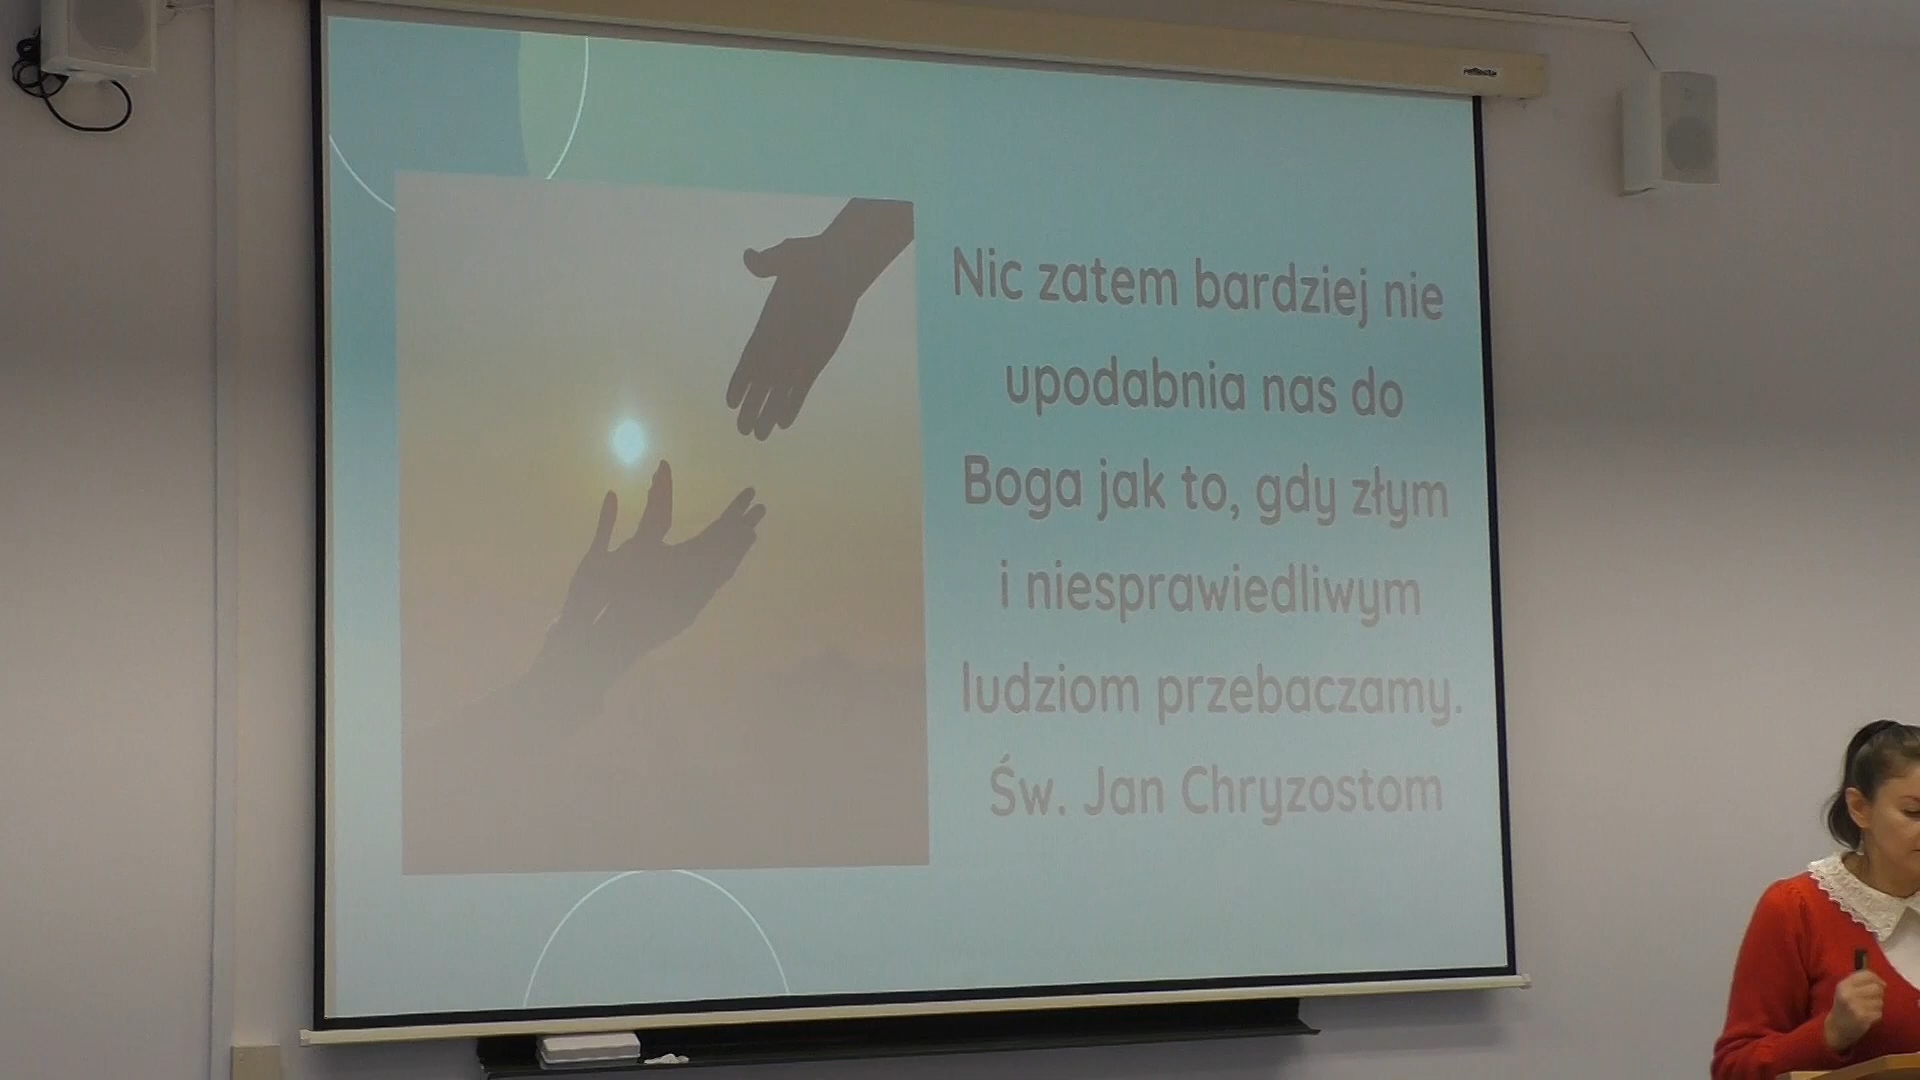 Nic zatem bardziej nie
upodabnia nas do
Boga jak to, gdy złym
i niesprawiedliwym
ludziom przebaczamy.
Św. Jan Chryzostom